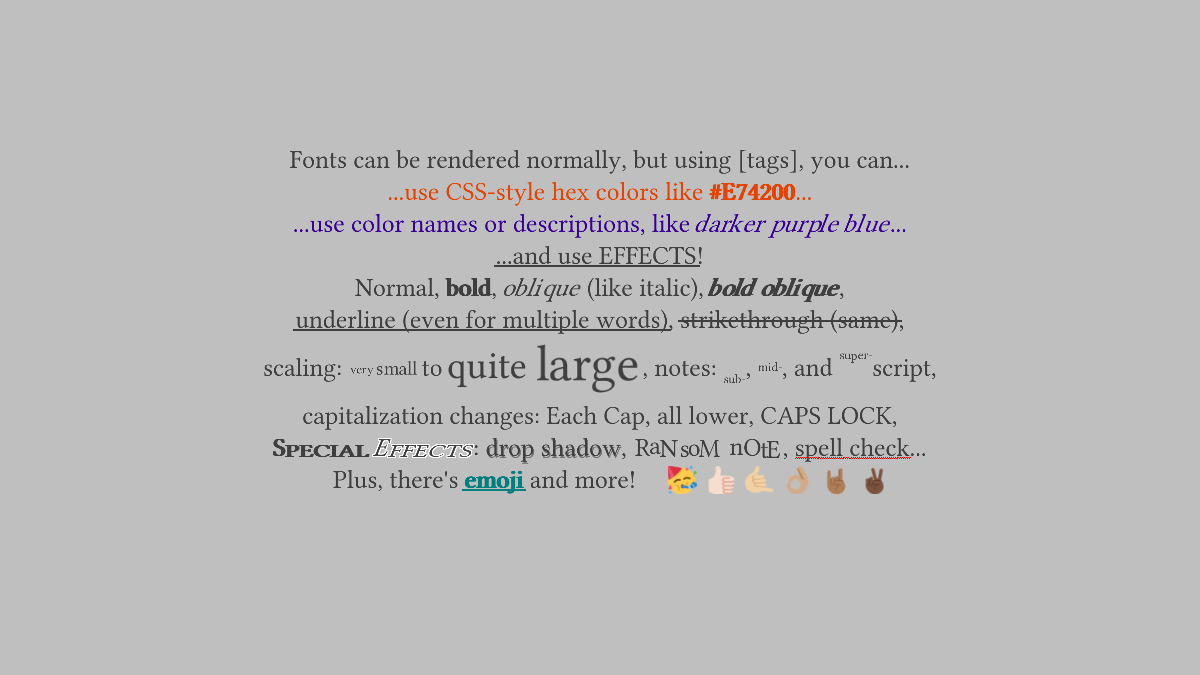 Fonts can be rendered normally, but using [tags], you can...
...use CSS-style hex colors like #E74200...
...use color names or descriptions, like darker purple blue...
...and use EFFECTS!
Normal, bold, oblique (like italic), bold oblique,
underline (even for multiple words), strikethrough (same),
scaling: very small to quite large, notes: sub-, mid-, and super-script,
capitalization changes: Each Cap, all lower, CAPS LOCK,
Special Effects: drop shadow, RaNsoM nOtE, spell check...
Plus, there's emoji and more! 🥳 👍🏻 🤙🏼 👌🏽 🤘🏾 ✌🏿